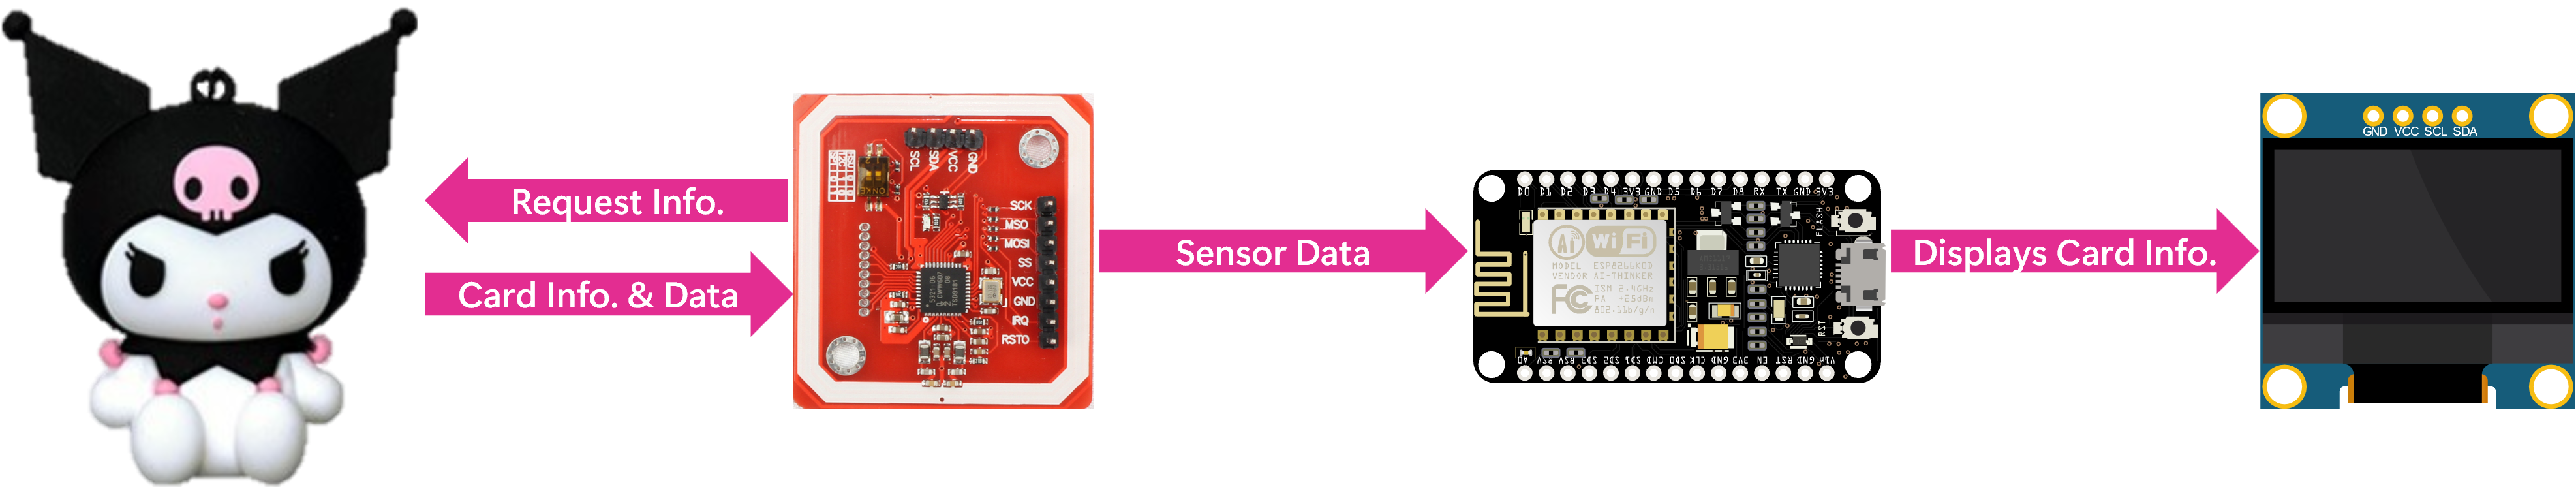 Request Info.
Card Info. & Data
SCL SDA VCC GND
SCK
MSO
MOSI
SS
VCC
GND
IRQ
RSTO
Sensor Data
D0 D1 D2 D3 D4 3V3 GND D5 D6 D7 D8 RX TX GND 3V3
FLASH
Ai WiFi
MODEL ESP8266MOD
VENDOR AI-THINKER
FC
ISM 2.4GHz
PA +25dBm
802.11b/g/n
RST
A0 RSV RSV SD3 SD2 SD1 CMD SD0 CLK GND 3V3 EN RST GND Vin
Displays Card Info.
GND VCC SCL SDA